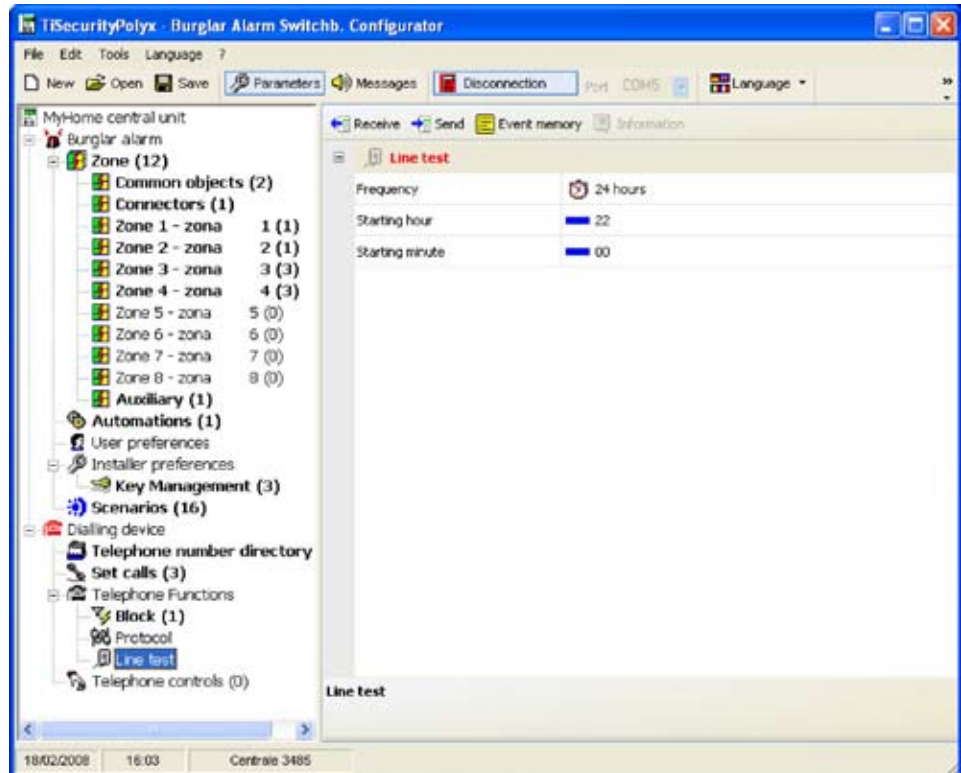 TiSecurityPolyx - Burglar Alarm Switchb. Configurator
File Edit Tools Language ?
New Open Save Parameters Messages Disconnection Port COM5 Language
MyHome central unit
Burglar alarm
Zone (12)
Common objects (2)
Connectors (1)
Zone 1 - zona 1 (1)
Zone 2 - zona 2 (1)
Zone 3 - zona 3 (3)
Zone 4 - zona 4 (3)
Zone 5 - zona 5 (0)
Zone 6 - zona 6 (0)
Zone 7 - zona 7 (0)
Zone 8 - zona 8 (0)
Auxiliary (1)
Automations (1)
User preferences
Installer preferences
Key Management (3)
Scenarios (16)
Dialling device
Telephone number directory
Set calls (3)
Telephone Functions
Block (1)
Protocol
Line test
Telephone controls (0)
Receive Send Event memory Information
Line test
Frequency 24 hours
Starting hour 22
Starting minute 00
Line test
18/02/2008 16:03 Centrale 3485